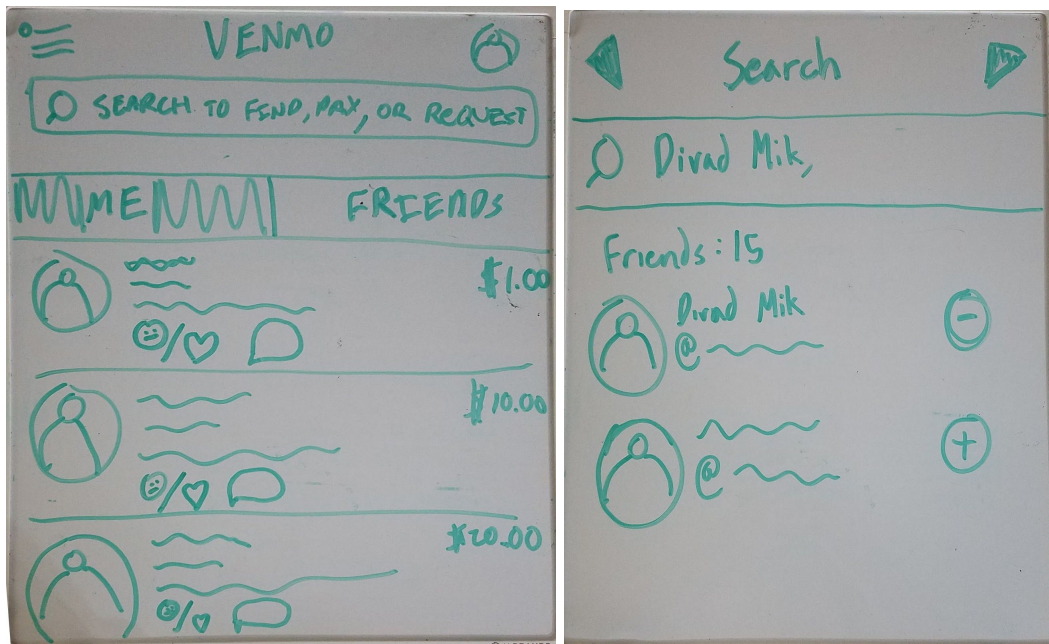 VENMO
SEARCH TO FIND, PAY, OR REQUEST
ME
FRIENDS
$1.00
$10.00
$20.00
Search
Divad Mik,
Friends: 15
Divad Mik
@
@